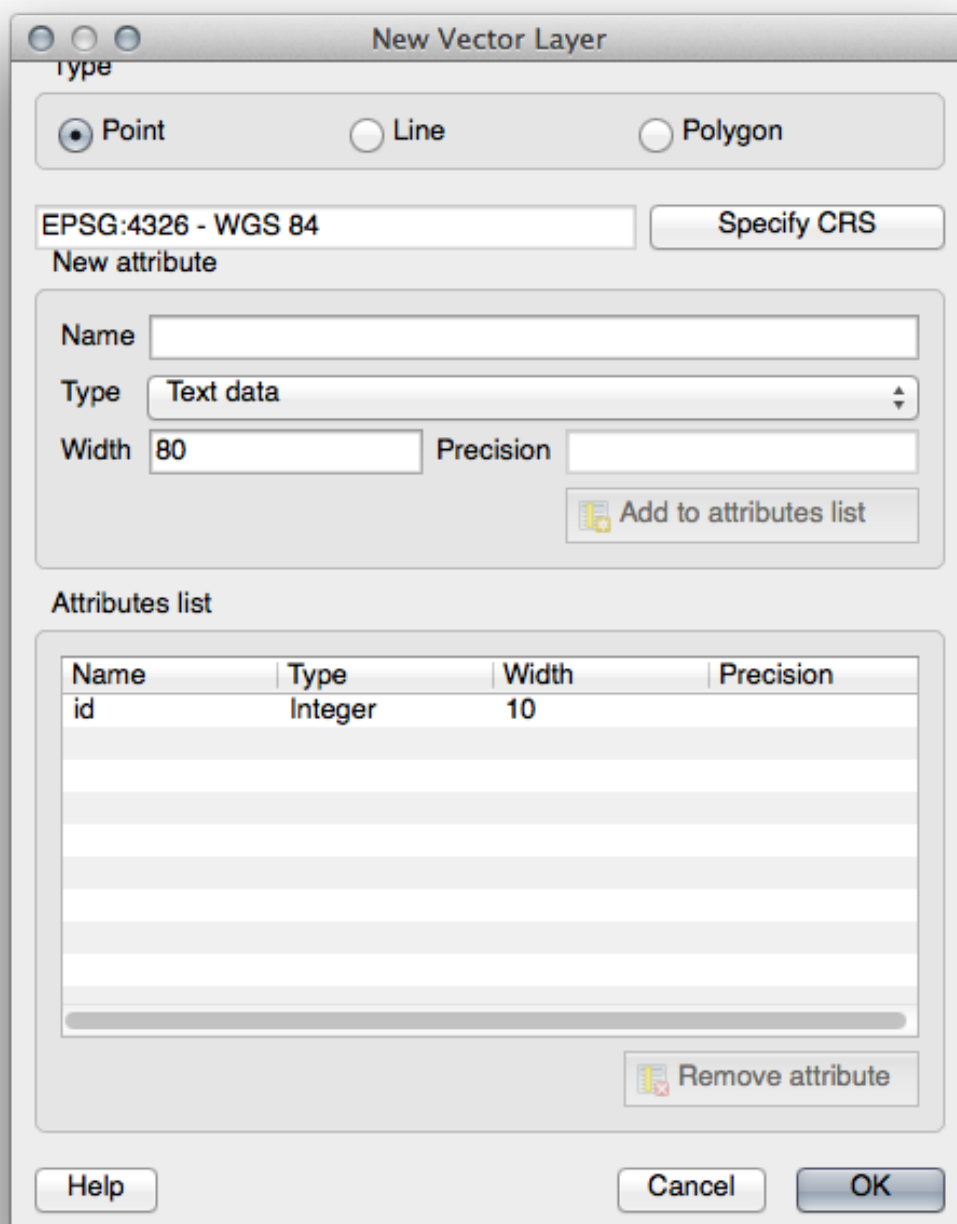 New Vector Layer
Type
Point Line Polygon
EPSG:4326 - WGS 84 Specify CRS
New attribute
Name
Type Text data
Width 80 Precision
Add to attributes list
Attributes list
Name Type Width Precision
id Integer 10
Remove attribute
Help Cancel OK